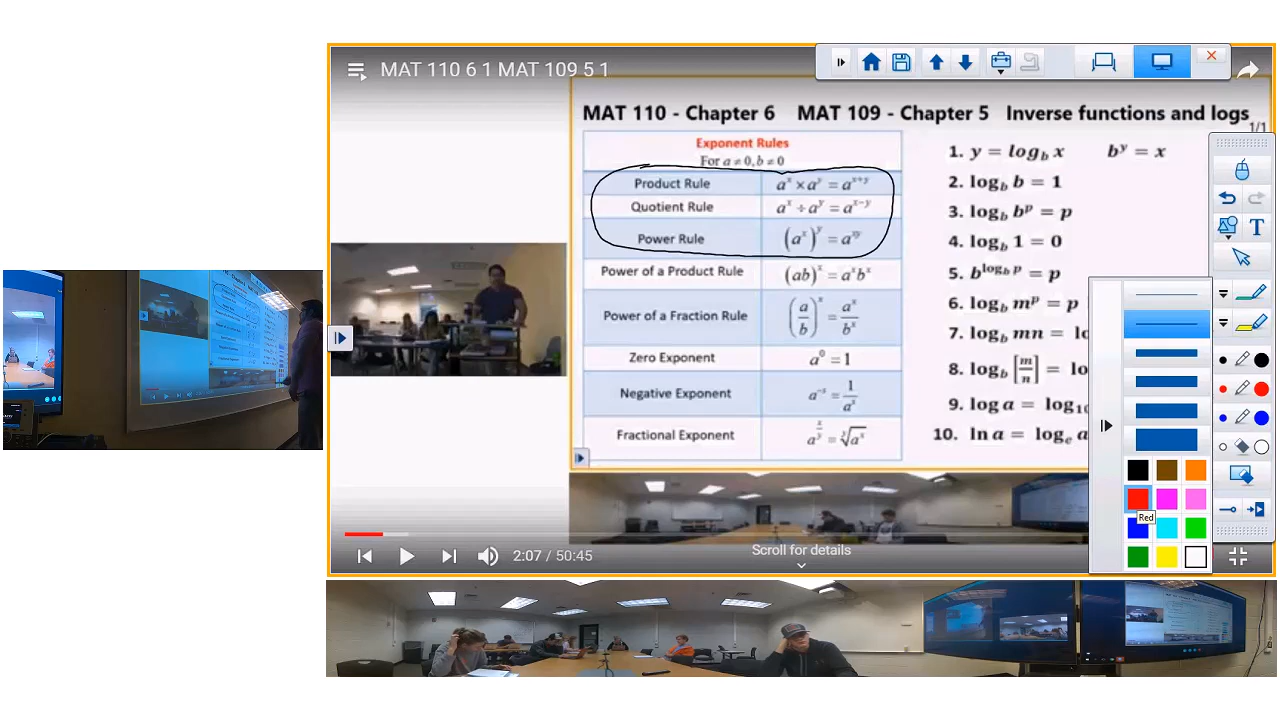 MAT 110 6 1 MAT 109 5 1
MAT 110 - Chapter 6 MAT 109 - Chapter 5 Inverse functions and logs
1/1
Exponent Rules
For a ≠ 0, b ≠ 0
Product Rule aˣ × aʸ = aˣ⁺ʸ
Quotient Rule aˣ ÷ aʸ = aˣ⁻ʸ
Power Rule (aˣ)ʸ = aˣʸ
Power of a Product Rule (ab)ˣ = aˣbˣ
Power of a Fraction Rule (a/b)ˣ = aˣ/bˣ
Zero Exponent a⁰ = 1
Negative Exponent a⁻ˣ = 1/aˣ
Fractional Exponent a^(x/y) = ʸ√aˣ
1. y = log_b x bʸ = x
2. log_b b = 1
3. log_b bᵖ = p
4. log_b 1 = 0
5. b^(log_b p) = p
6. log_b mᵖ = p
7. log_b mn = lo
8. log_b [m/n] = lo
9. log a = log₁₀
10. ln a = logₑ a
T
Red
2:07 / 50:45
Scroll for details